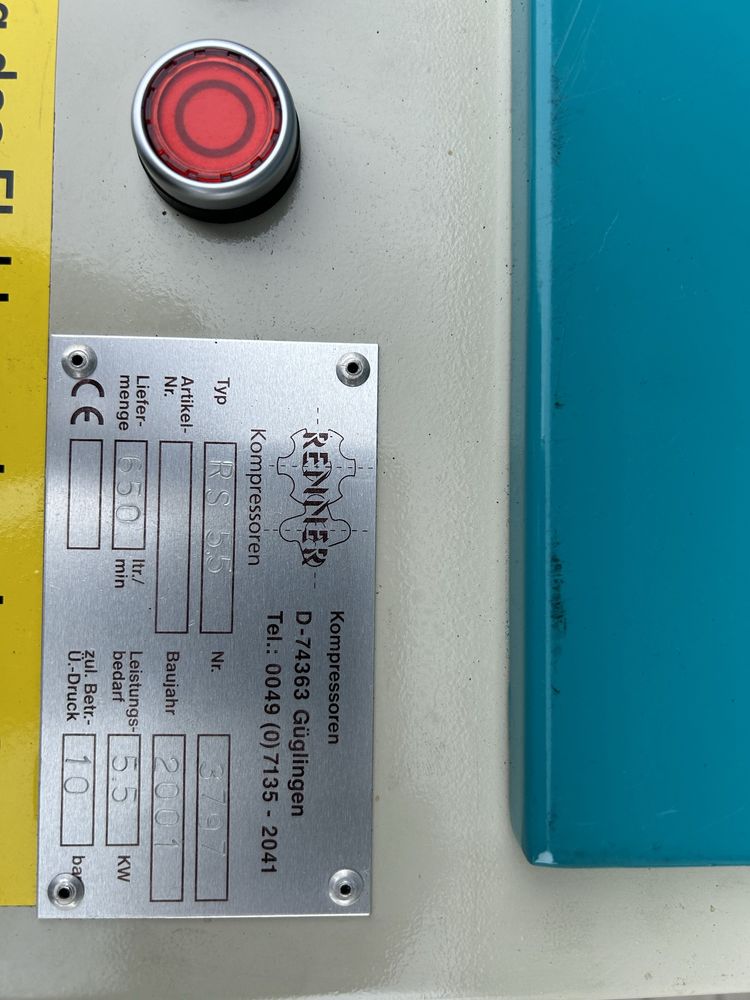 RENNER
Kompressoren
Kompressoren
D-74363 Güglingen
Tel.: 0049 (0) 7135 - 2041
Typ RS 5.5 Nr. 3797
Artikel-
Nr.
Baujahr 2001
Liefer-
menge 650 ltr./
min
Leistungs-
bedarf 5.5 KW
CE
zul. Betr.-
Ü.-Druck 10 ba